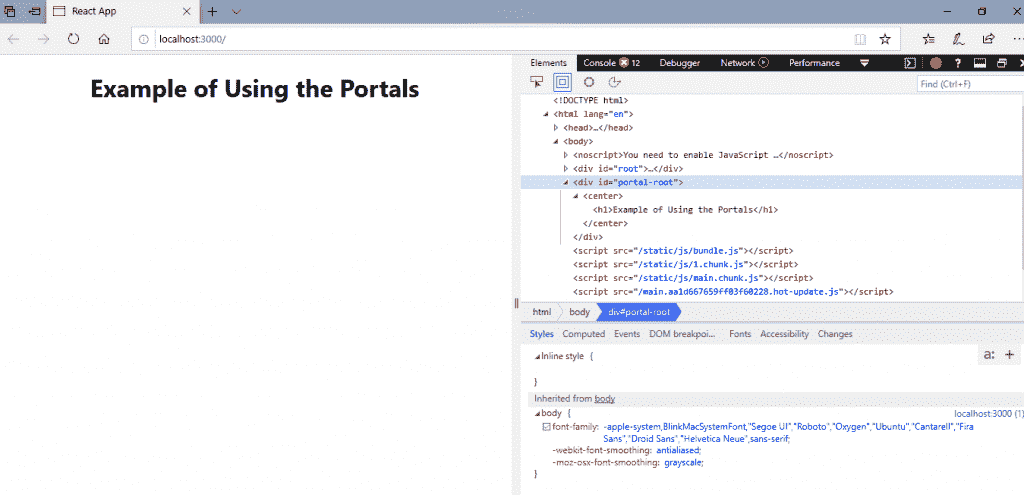 React App
localhost:3000/
Example of Using the Portals
Elements Console 12 Debugger Network Performance
Find (Ctrl+F)
<!DOCTYPE html>
<html lang="en">
<head>…</head>
<body>
<noscript>You need to enable JavaScript …</noscript>
<div id="root">…</div>
<div id="portal-root">
<center>
<h1>Example of Using the Portals</h1>
</center>
</div>
<script src="/static/js/bundle.js"></script>
<script src="/static/js/1.chunk.js"></script>
<script src="/static/js/main.chunk.js"></script>
<script src="/main.aa1d667659ff03f60228.hot-update.js"></script>
html body div#portal-root
Styles Computed Events DOM breakpoi... Fonts Accessibility Changes
Inline style {
a: +
}
Inherited from body
body { localhost:3000 (1)
font-family: -apple-system,BlinkMacSystemFont,"Segoe UI","Roboto","Oxygen","Ubuntu","Cantarell","Fira
Sans","Droid Sans","Helvetica Neue",sans-serif;
-webkit-font-smoothing: antialiased;
-moz-osx-font-smoothing: grayscale;
}